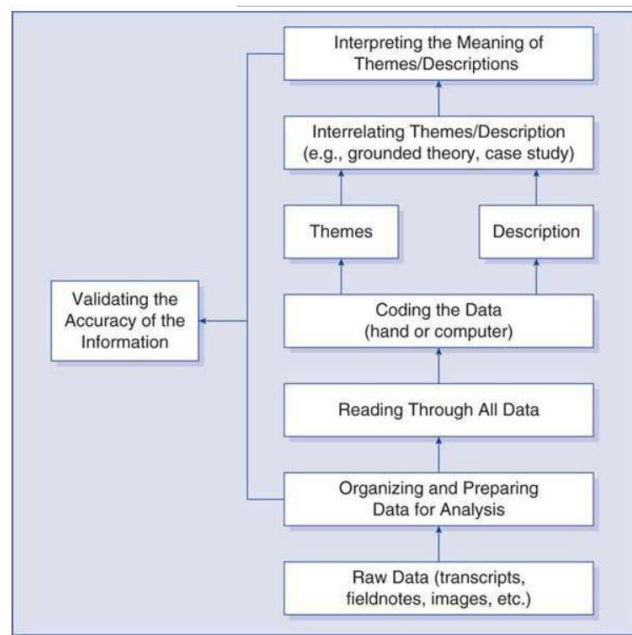 Interpreting the Meaning of
Themes/Descriptions
Interrelating Themes/Description
(e.g., grounded theory, case study)
Themes
Description
Validating the
Accuracy of the
Information
Coding the Data
(hand or computer)
Reading Through All Data
Organizing and Preparing
Data for Analysis
Raw Data (transcripts,
fieldnotes, images, etc.)